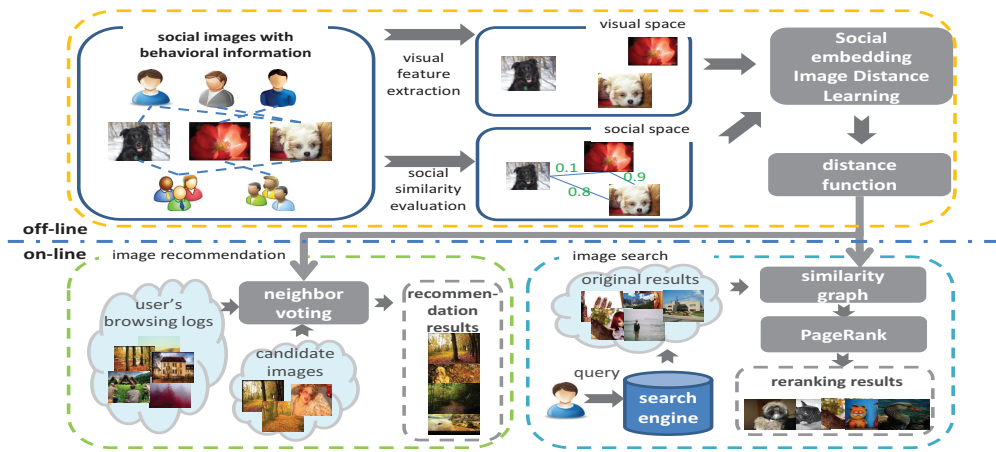 social images with
behavioral information
visual
feature
extraction
social
similarity
evaluation
visual space
social space
0.1
0.8
0.9
Social
embedding
Image Distance
Learning
distance
function
off-line
on-line
image recommendation
user's
browsing logs
neighbor
voting
candidate
images
recommen-
dation
results
image search
original results
query
search
engine
similarity
graph
PageRank
reranking results